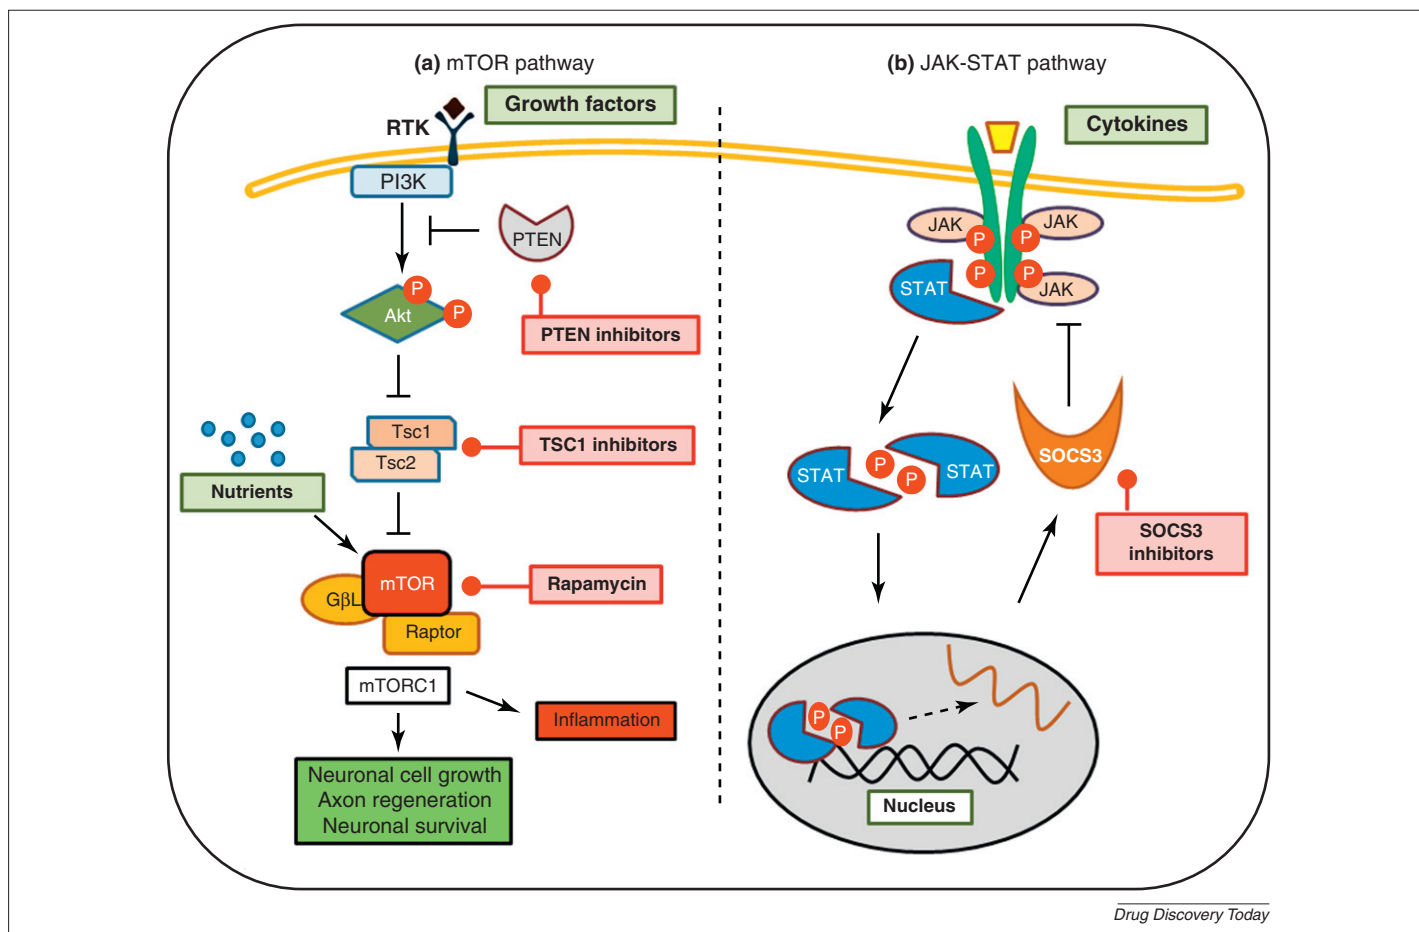 (a) mTOR pathway
Growth factors
RTK
PI3K
PTEN
P
P
Akt
PTEN inhibitors
Tsc1
Tsc2
TSC1 inhibitors
Nutrients
mTOR
GβL
Raptor
Rapamycin
mTORC1
Inflammation
Neuronal cell growth
Axon regeneration
Neuronal survival
(b) JAK-STAT pathway
Cytokines
JAK
JAK
P
P
P
P
STAT
JAK
STAT
P
P
STAT
SOCS3
SOCS3
inhibitors
P
P
Nucleus
Drug Discovery Today